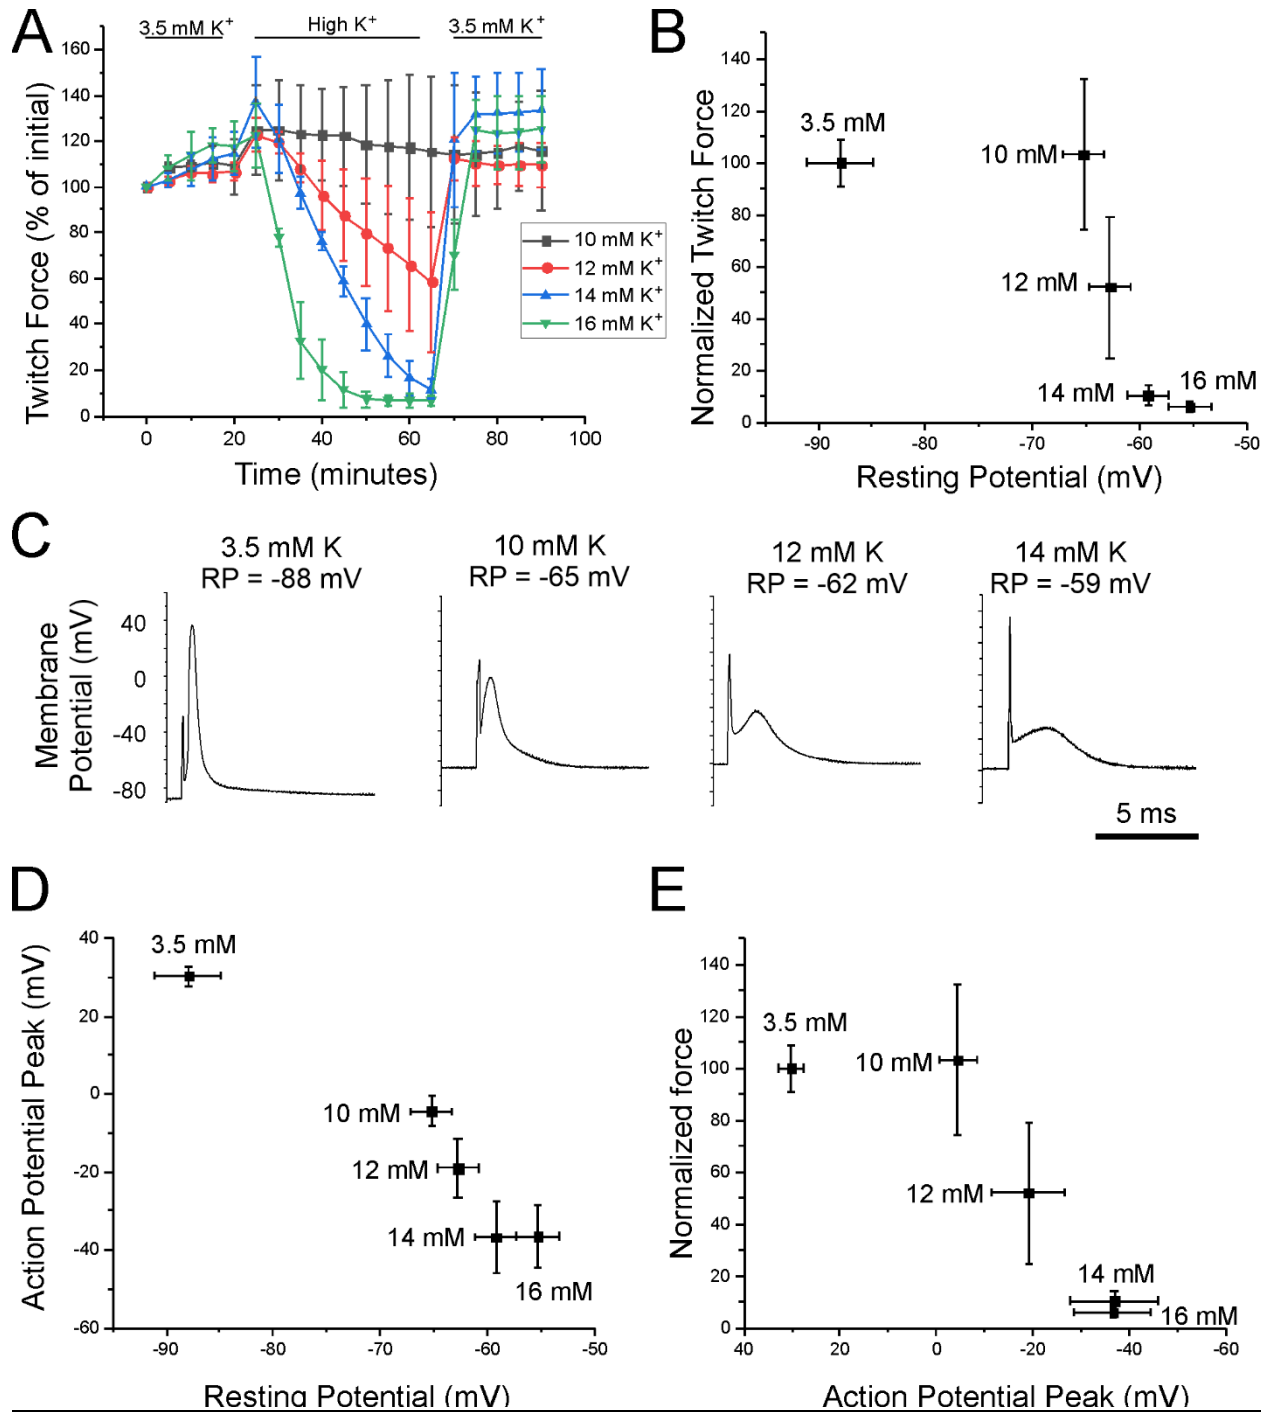 A
3.5 mM K+
High K+
3.5 mM K+
160
140
120
100
80
60
40
20
0
Twitch Force (% of initial)
0
20
40
60
80
100
Time (minutes)
10 mM K+
12 mM K+
14 mM K+
16 mM K+
B
140
120
100
80
60
40
20
0
Normalized Twitch Force
3.5 mM
10 mM
12 mM
14 mM
16 mM
-90
-80
-70
-60
-50
Resting Potential (mV)
C
3.5 mM K
RP = -88 mV
10 mM K
RP = -65 mV
12 mM K
RP = -62 mV
14 mM K
RP = -59 mV
Membrane
Potential (mV)
40
0
-40
-80
5 ms
D
40
20
0
-20
-40
-60
Action Potential Peak (mV)
3.5 mM
10 mM
12 mM
14 mM
16 mM
-90
-80
-70
-60
-50
Resting Potential (mV)
E
140
120
100
80
60
40
20
0
Normalized force
3.5 mM
10 mM
12 mM
14 mM
16 mM
40
20
0
-20
-40
-60
Action Potential Peak (mV)